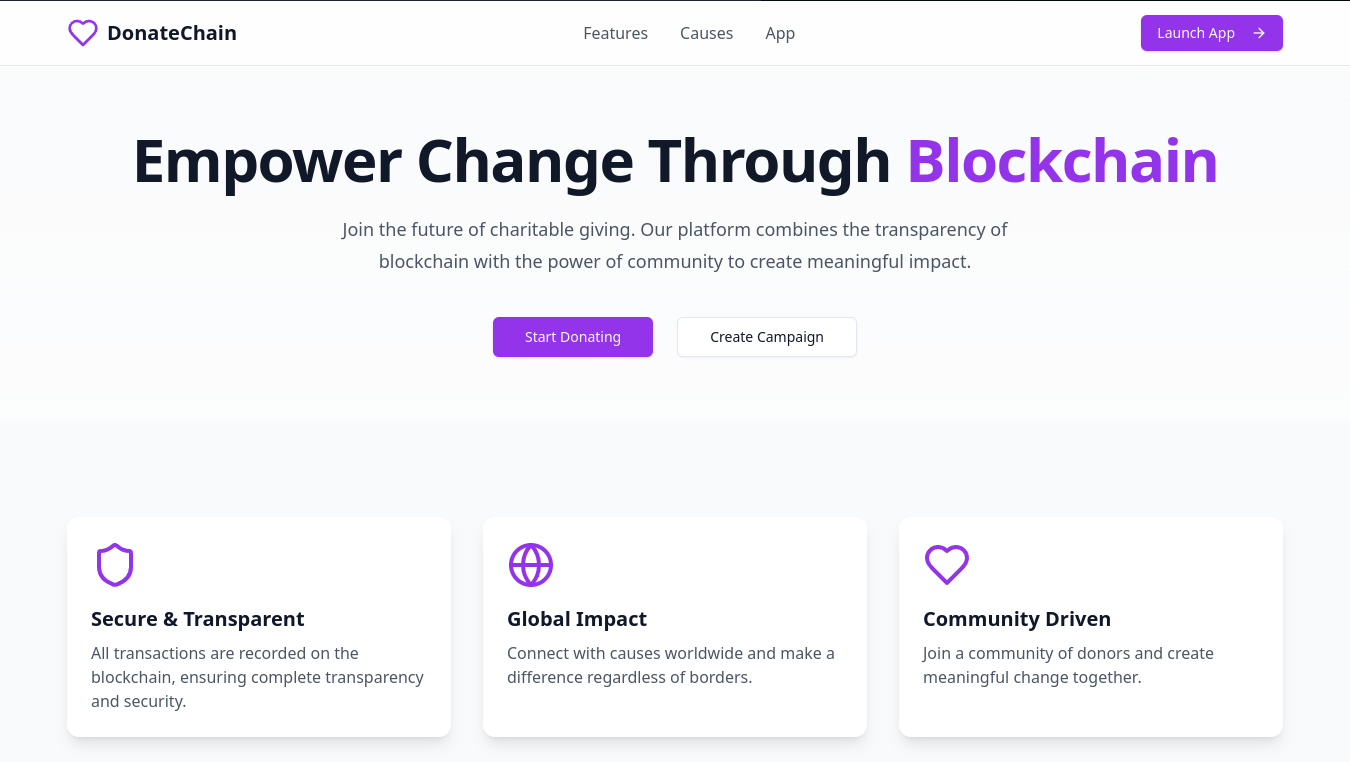 DonateChain
Features
Causes
App
Launch App
Empower Change Through Blockchain
Join the future of charitable giving. Our platform combines the transparency of
blockchain with the power of community to create meaningful impact.
Start Donating
Create Campaign
Secure & Transparent
All transactions are recorded on the
blockchain, ensuring complete transparency
and security.
Global Impact
Connect with causes worldwide and make a
difference regardless of borders.
Community Driven
Join a community of donors and create
meaningful change together.